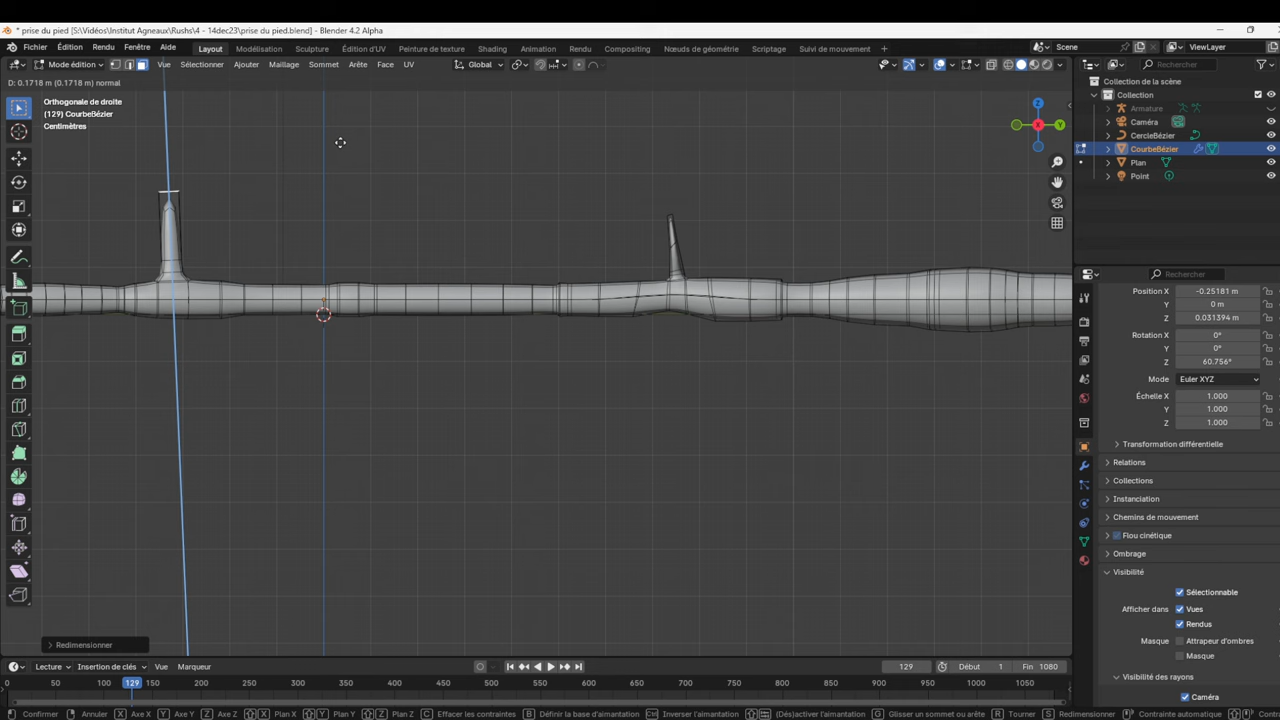 * prise du pied [S:\Vidéos\Institut Agneaux\Rushs\4 - 14dec23\prise du pied.blend] - Blender 4.2 Alpha
Fichier Édition Rendu Fenêtre Aide Layout Modélisation Sculpture Édition d'UV Peinture de texture Shading Animation Rendu Compositing Nœuds de géométrie Scriptage Suivi de mouvement + Scene ViewLayer
Mode édition Vue Sélectionner Ajouter Maillage Sommet Arête Face UV Global Rechercher
D: 0.1718 m (0.1718 m) normal
Orthogonale de droite
(129) CourbeBézier
Centimètres
Z
Y
X
Collection de la scène
Collection
Armature
Caméra
CercleBézier
CourbeBézier
Plan
Point
Rechercher
Position X -0.25181 m
Y 0 m
Z 0.031394 m
Rotation X 0°
Y 0°
Z 60.756°
Mode Euler XYZ
Échelle X 1.000
Y 1.000
Z 1.000
Transformation différentielle
Relations
Collections
Instanciation
Chemins de mouvement
Flou cinétique
Ombrage
Visibilité
Sélectionnable
Afficher dans Vues
Rendus
Masque Attrapeur d'ombres
Masque
Visibilité des rayons
Caméra
Redimensionner
Lecture Insertion de clés Vue Marqueur 129 Début 1 Fin 1080
0 50 100 129 150 200 250 300 350 400 450 500 550 600 650 700 750 800 850 900 950 1000 1050
Confirmer Annuler X Axe X Y Axe Y Z Axe Z X Plan X Y Plan Y Z Plan Z C Effacer les contraintes B Définir la base d'aimantation Inverser l'aimantation (Dés)activer l'aimantation G Glisser un sommet ou arête R Tourner S Redimensionner Contrainte automatique